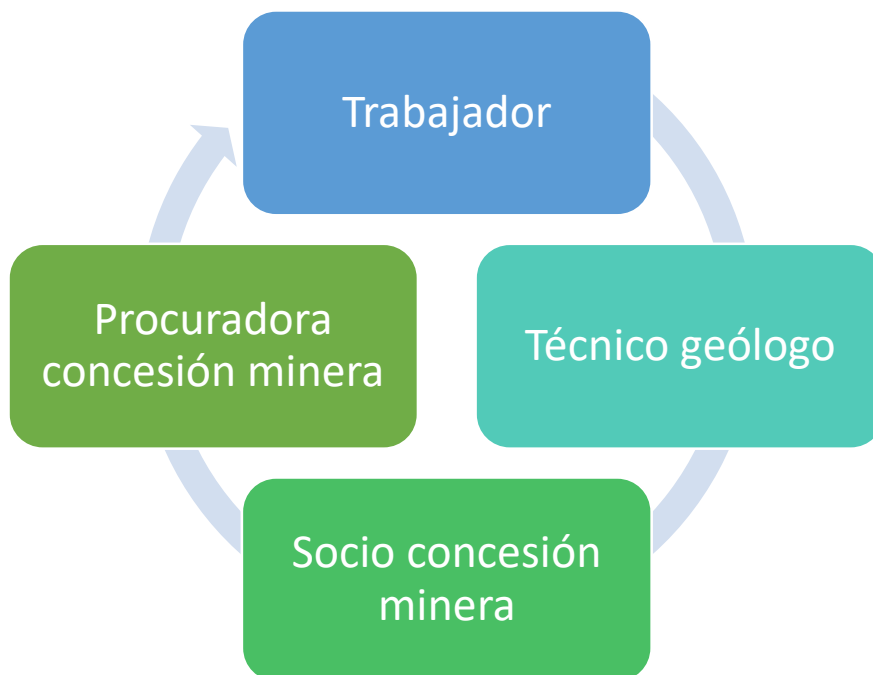 Trabajador
Técnico geólogo
Socio concesión
minera
Procuradora
concesión minera